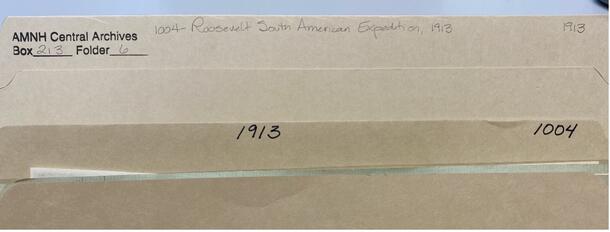 AMNH Central Archives 1004- Roosevelt South American Expedition, 1913 1913
Box 213 Folder 6
1913 1004